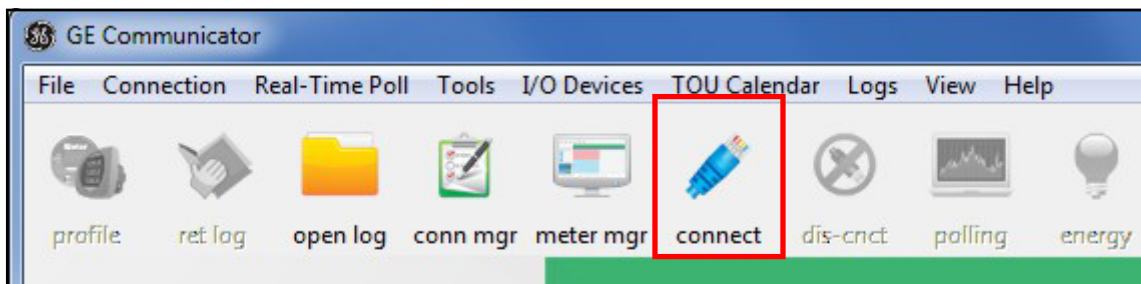 GE Communicator
File Connection Real-Time Poll Tools I/O Devices TOU Calendar Logs View Help
profile ret log open log conn mgr meter mgr connect dis-cnct polling energy